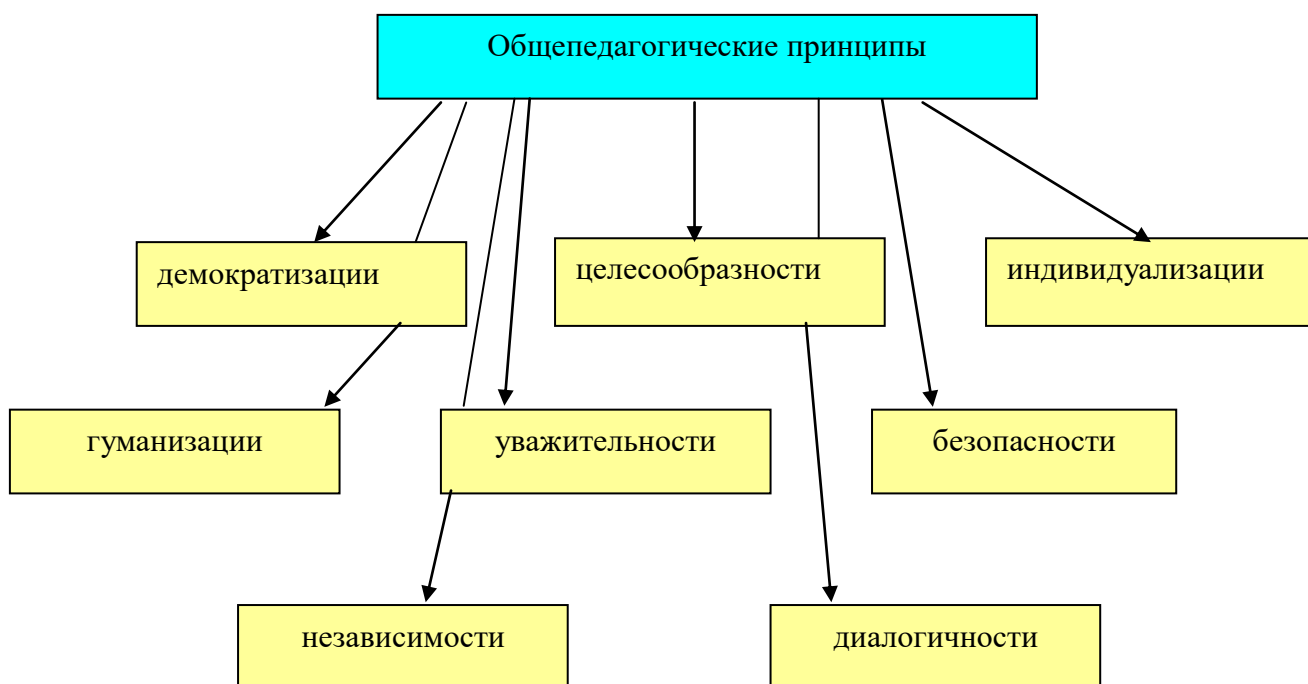 Общепедагогические принципы
демократизации
целесообразности
индивидуализации
гуманизации
уважительности
безопасности
независимости
диалогичности